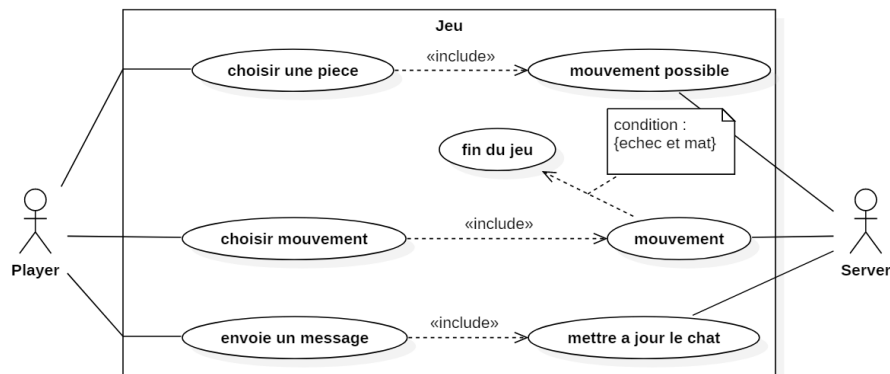 Jeu
choisir une piece
«include»
mouvement possible
condition :
{echec et mat}
fin du jeu
choisir mouvement
«include»
mouvement
Player
Server
envoie un message
«include»
mettre a jour le chat